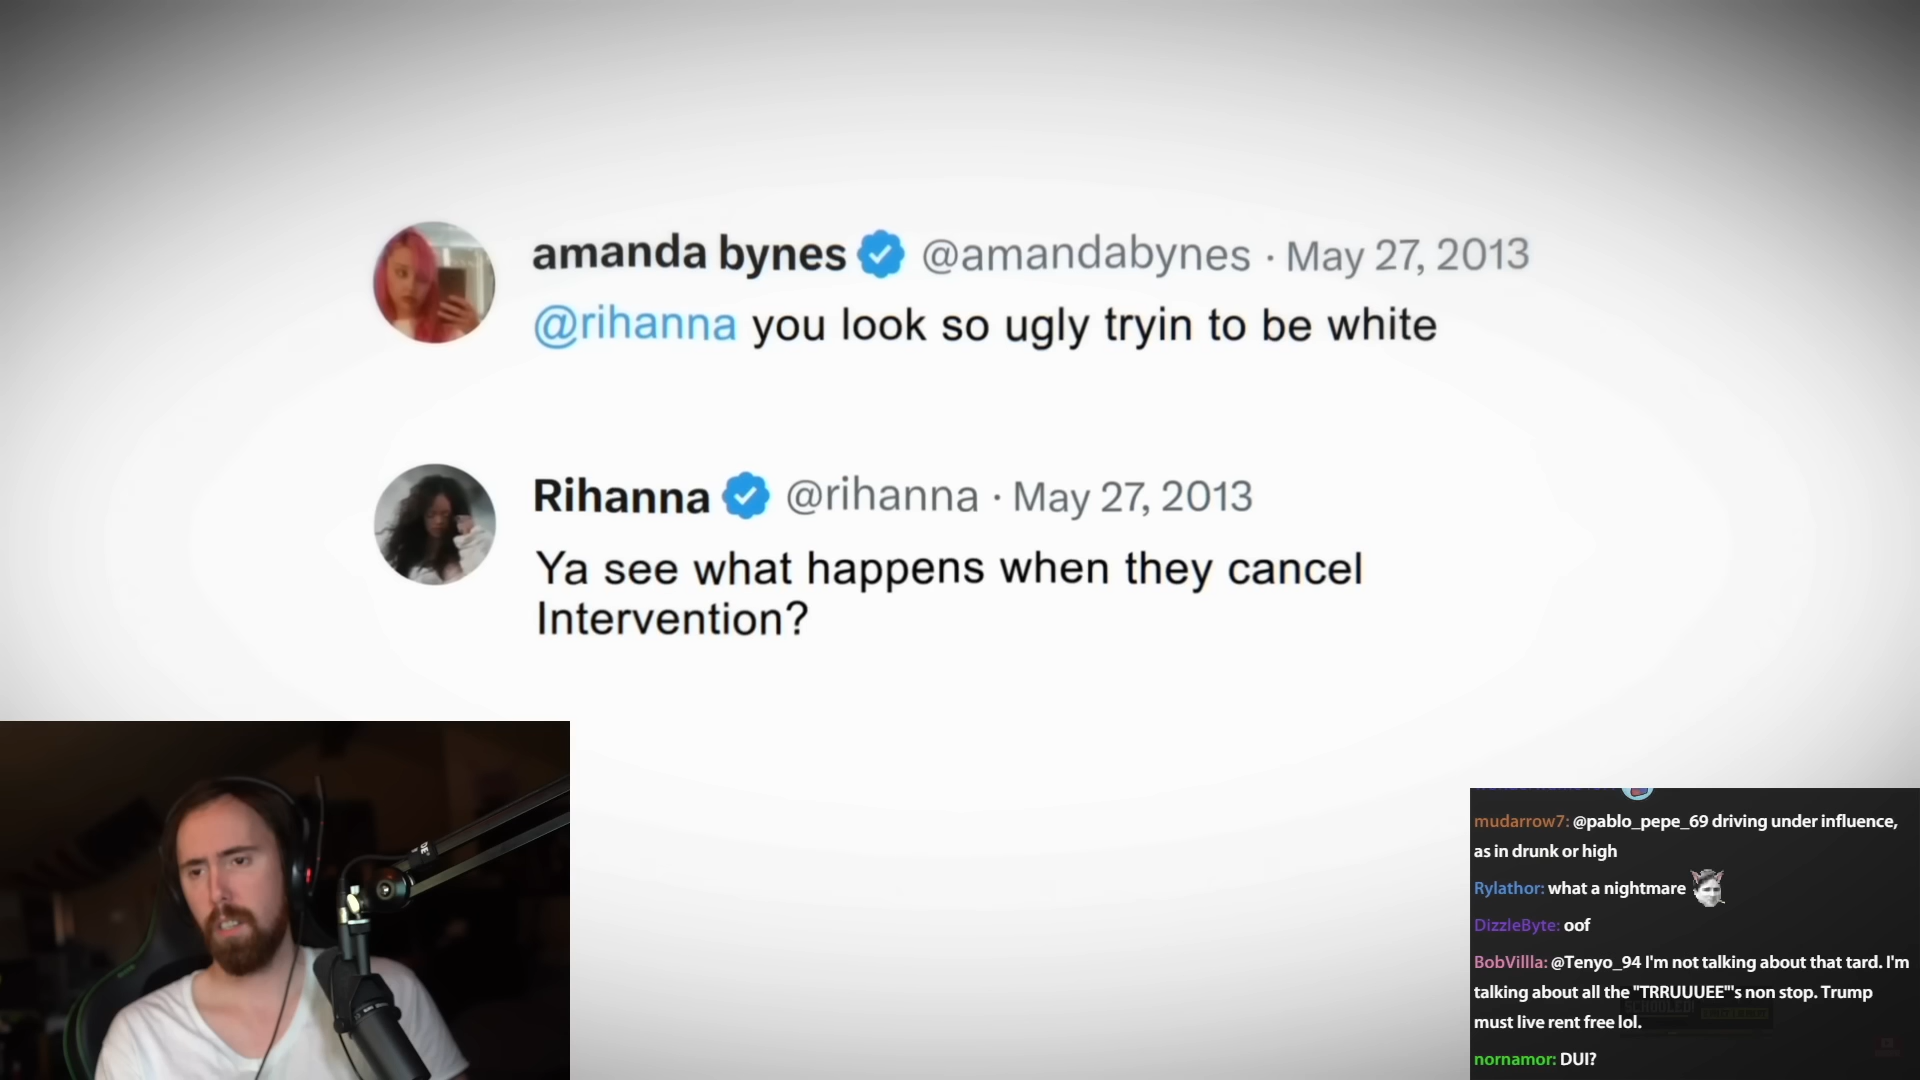 amanda bynes @amandabynes · May 27, 2013
@rihanna you look so ugly tryin to be white
Rihanna @rihanna · May 27, 2013
Ya see what happens when they cancel
Intervention?
mudarrow7: @pablo_pepe_69 driving under influence,
as in drunk or high
Rylathor: what a nightmare
DizzleByte: oof
BobVillla: @Tenyo_94 I'm not talking about that tard. I'm
talking about all the "TRRUUUEE"'s non stop. Trump
must live rent free lol.
nornamor: DUI?